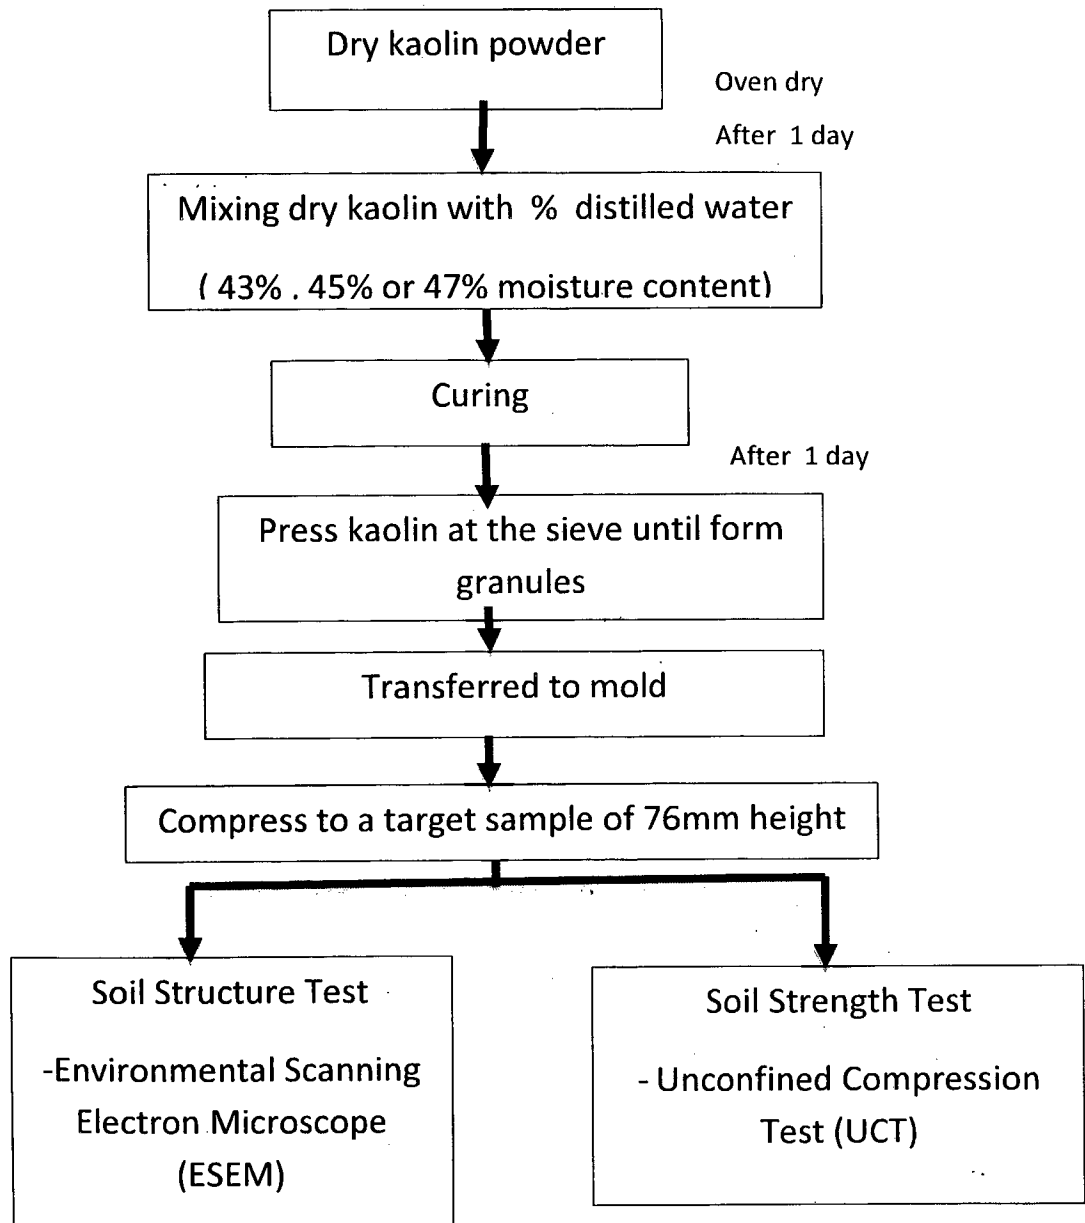 Dry kaolin powder
Oven dry
After 1 day
Mixing dry kaolin with % distilled water
( 43% . 45% or 47% moisture content)
Curing
After 1 day
Press kaolin at the sieve until form
granules
Transferred to mold
Compress to a target sample of 76mm height
Soil Structure Test
-Environmental Scanning
Electron Microscope
(ESEM)
Soil Strength Test
- Unconfined Compression
Test (UCT)